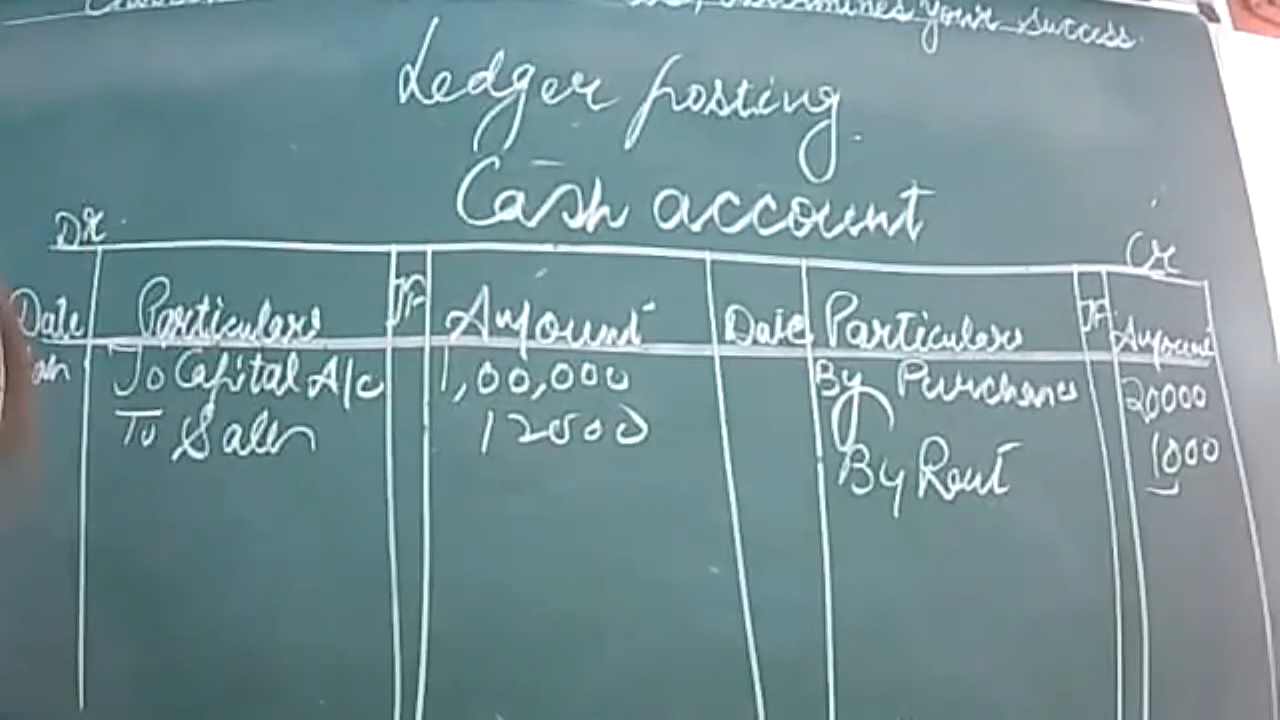 your success
Ledger posting
Cash account
Dr. Cr
Date Particulars JF Amount Date Particulars JF Amount
To Capital A/c 1,00,000 By Purchases 20000
To Sales 12000 By Rent 1000